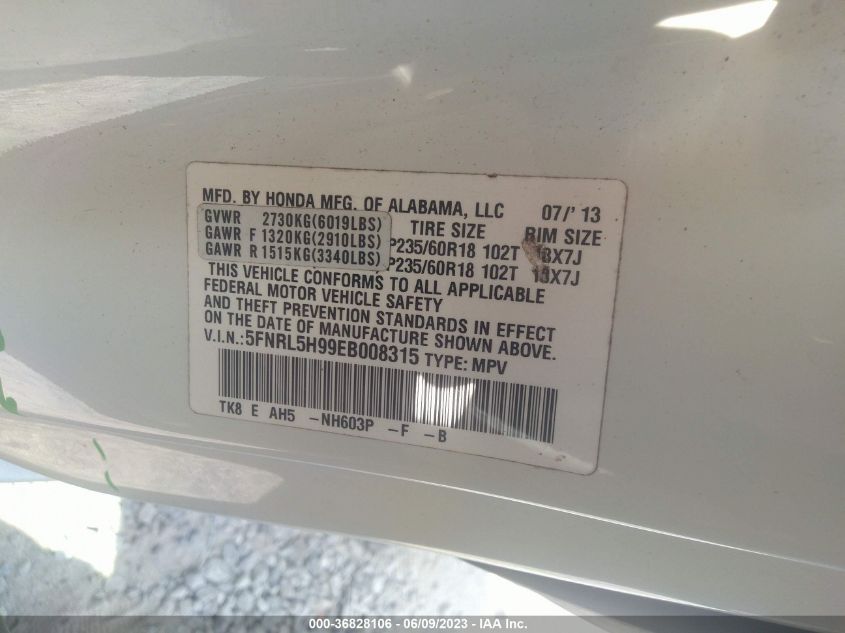 MFD. BY HONDA MFG. OF ALABAMA, LLC 07/'13
GVWR 2730KG(6019LBS) TIRE SIZE RIM SIZE
GAWR F 1320KG(2910LBS) P235/60R18 102T 18X7J
GAWR R 1515KG(3340LBS) P235/60R18 102T 18X7J
THIS VEHICLE CONFORMS TO ALL APPLICABLE
FEDERAL MOTOR VEHICLE SAFETY
AND THEFT PREVENTION STANDARDS IN EFFECT
ON THE DATE OF MANUFACTURE SHOWN ABOVE.
V.I.N.:5FNRL5H99EB008315 TYPE: MPV
TK8 E AH5 -NH603P -F -B
000-36828106 - 06/09/2023 - IAA Inc.